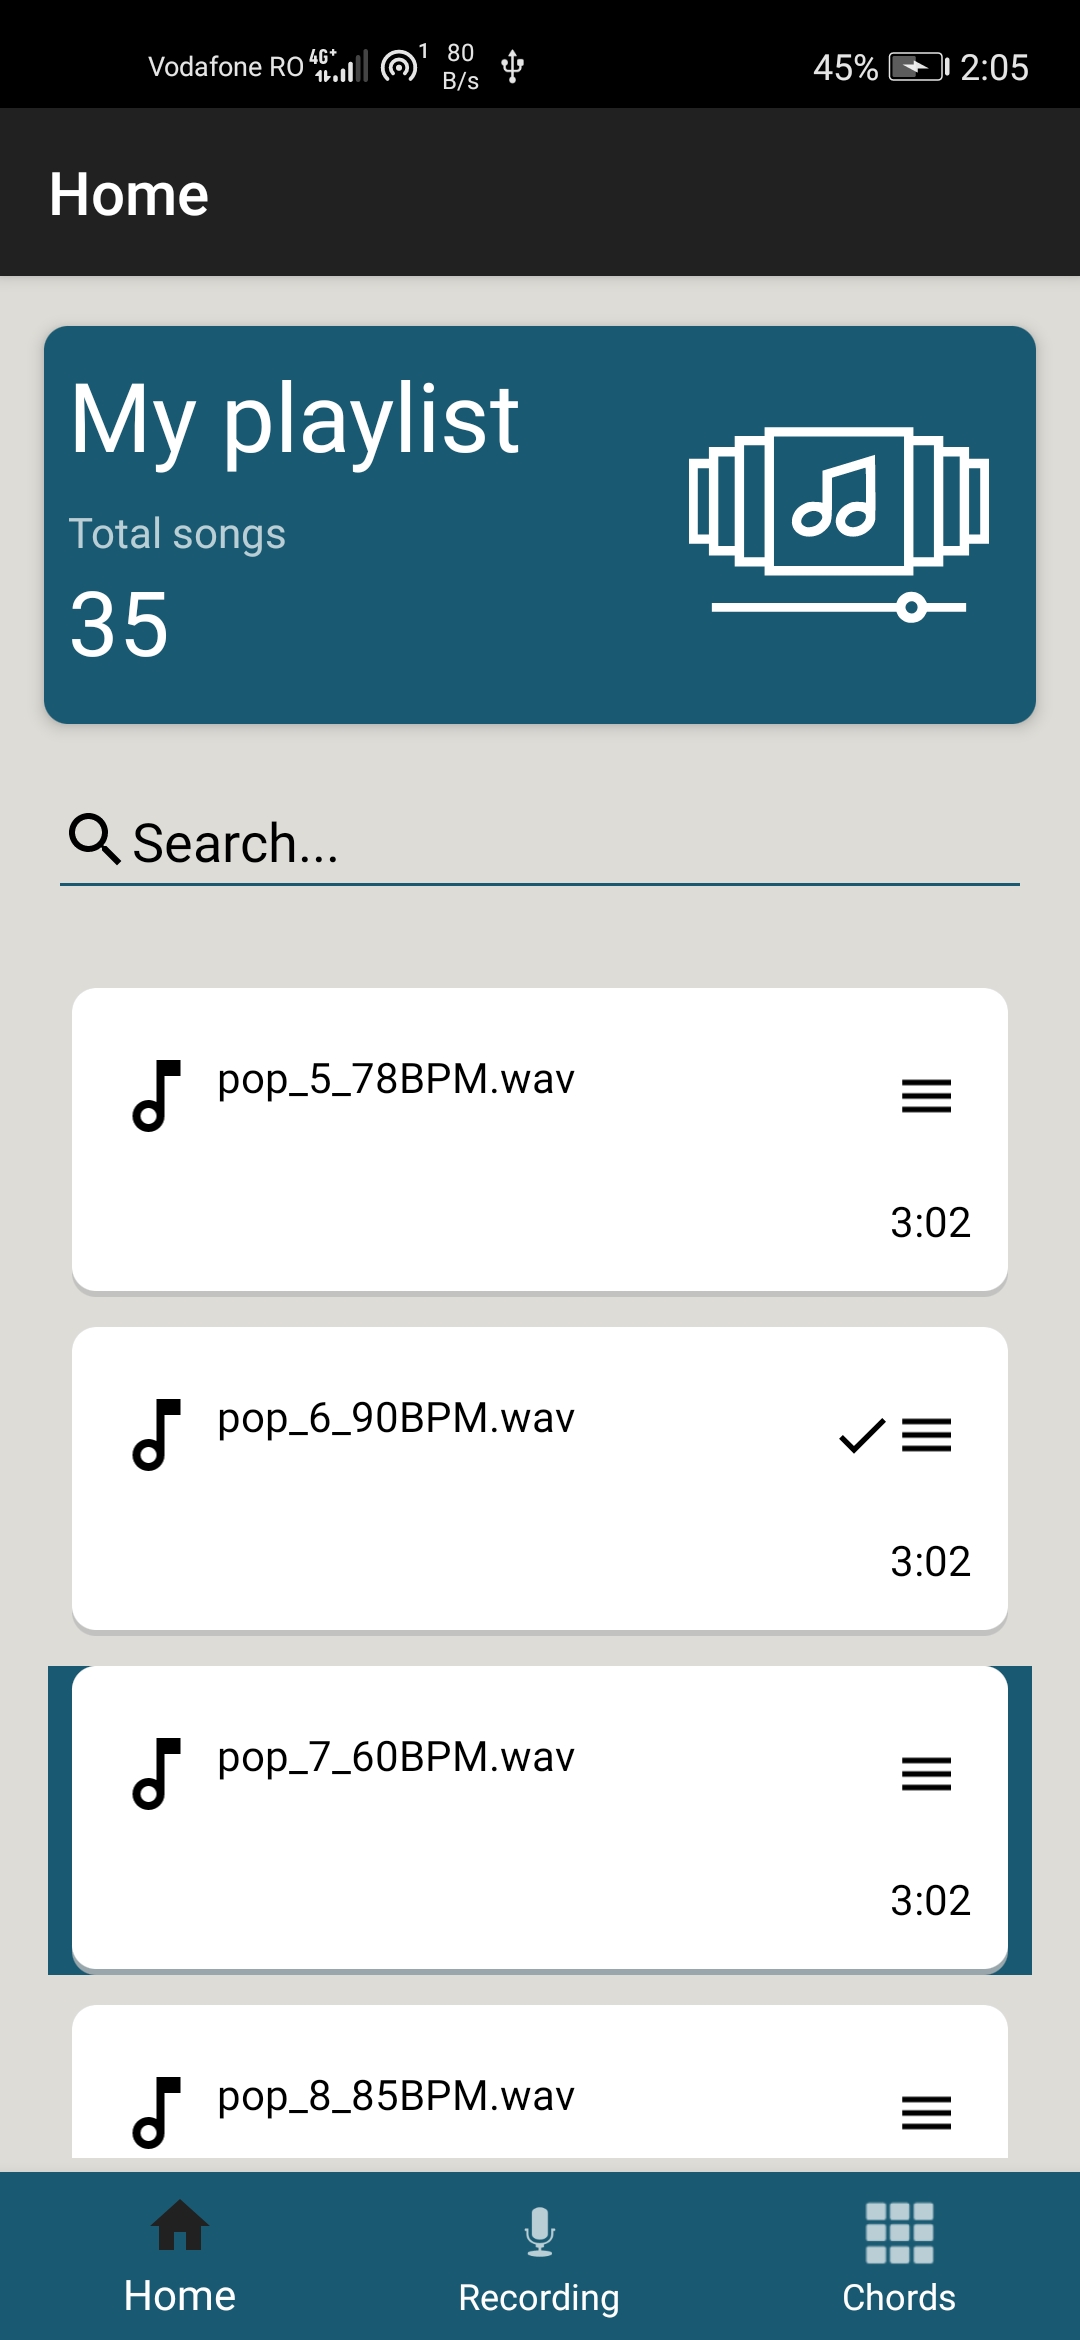 Vodafone RO 4G+ 1 80 B/s 45% 2:05
Home
My playlist
Total songs
35
Search...
pop_5_78BPM.wav
3:02
pop_6_90BPM.wav
3:02
pop_7_60BPM.wav
3:02
pop_8_85BPM.wav
Home Recording Chords